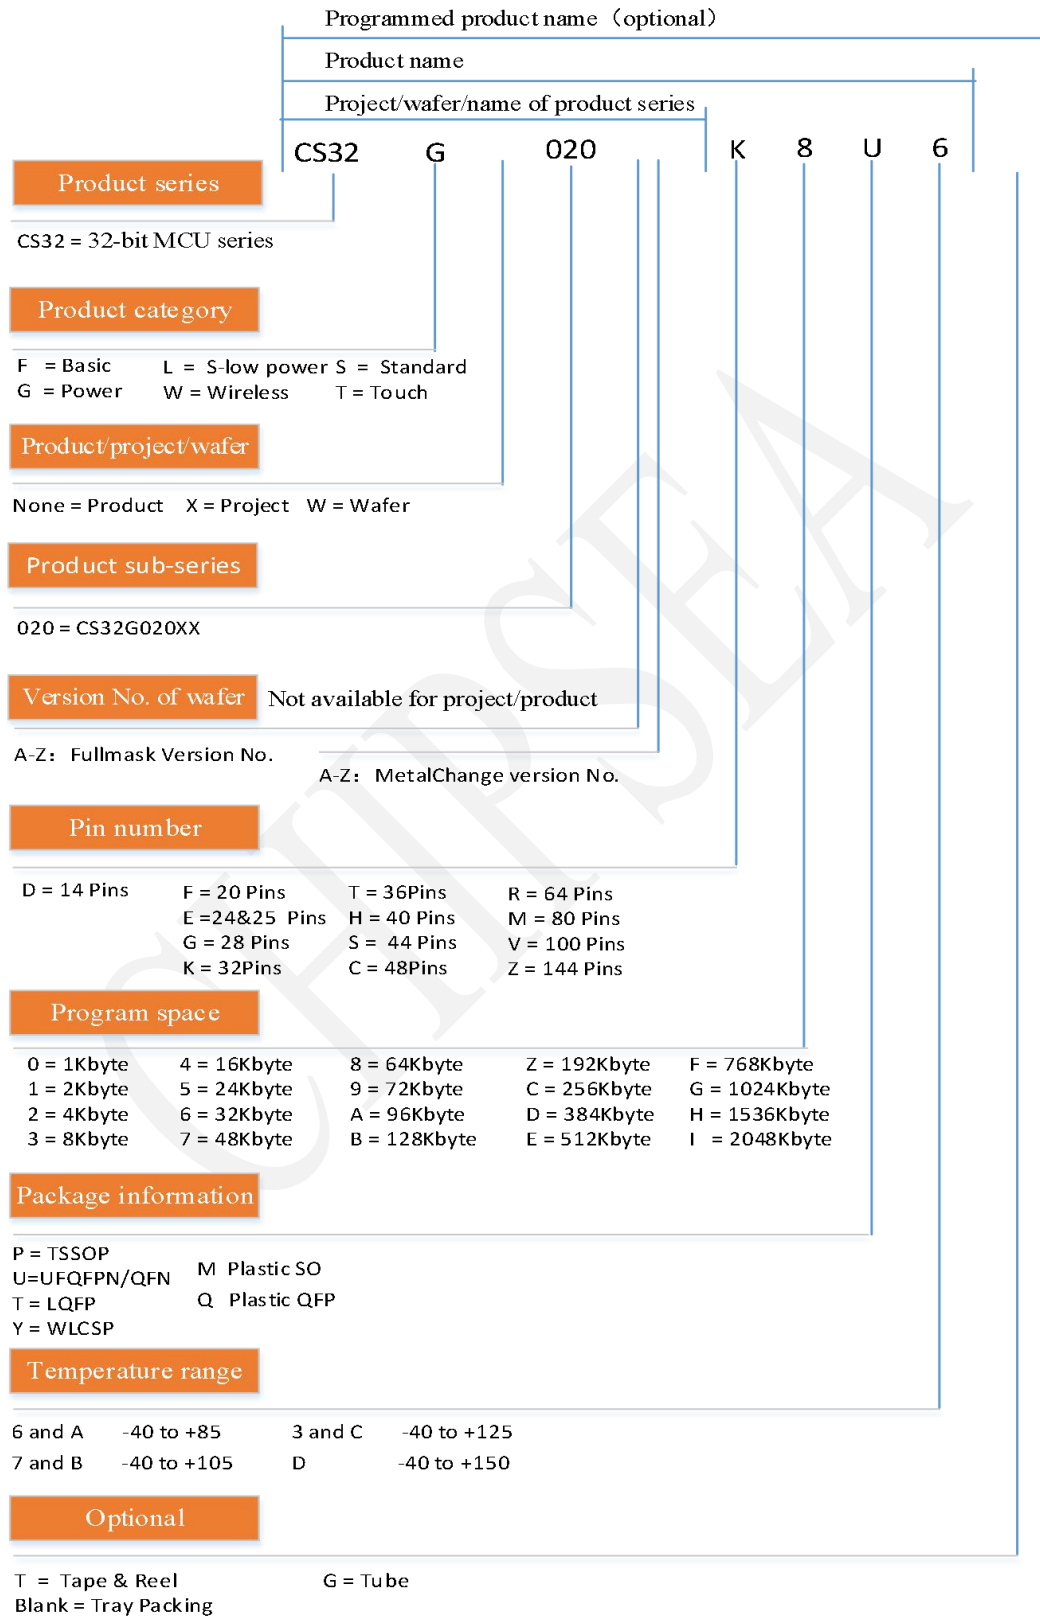 Programmed product name（optional）
Product name
Project/wafer/name of product series
CS32 G 020 K 8 U 6
Product series
CS32 = 32-bit MCU series
Product category
F = Basic L = S-low power S = Standard
G = Power W = Wireless T = Touch
Product/project/wafer
None = Product X = Project W = Wafer
Product sub-series
020 = CS32G020XX
Version No. of wafer Not available for project/product
A-Z：Fullmask Version No.
A-Z：MetalChange version No.
Pin number
D = 14 Pins F = 20 Pins T = 36Pins R = 64 Pins
E =24&25 Pins H = 40 Pins M = 80 Pins
G = 28 Pins S = 44 Pins V = 100 Pins
K = 32Pins C = 48Pins Z = 144 Pins
Program space
0 = 1Kbyte 4 = 16Kbyte 8 = 64Kbyte Z = 192Kbyte F = 768Kbyte
1 = 2Kbyte 5 = 24Kbyte 9 = 72Kbyte C = 256Kbyte G = 1024Kbyte
2 = 4Kbyte 6 = 32Kbyte A = 96Kbyte D = 384Kbyte H = 1536Kbyte
3 = 8Kbyte 7 = 48Kbyte B = 128Kbyte E = 512Kbyte I = 2048Kbyte
Package information
P = TSSOP
U=UFQFPN/QFN M Plastic SO
T = LQFP Q Plastic QFP
Y = WLCSP
Temperature range
6 and A -40 to +85 3 and C -40 to +125
7 and B -40 to +105 D -40 to +150
Optional
T = Tape & Reel G = Tube
Blank = Tray Packing
CHIPSEA